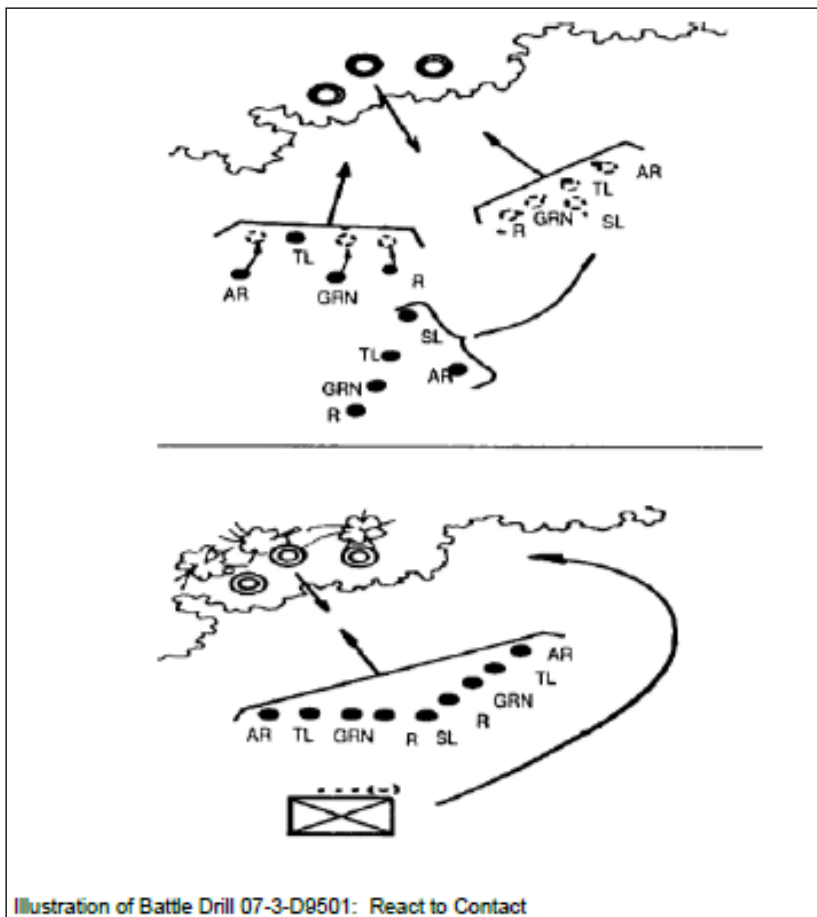 AR
TL
TL
GRN
SL
R
AR
GRN
R
SL
TL
AR
GRN
R
AR
TL
GRN
AR
TL
GRN
R
SL
R
Illustration of Battle Drill 07-3-D9501: React to Contact